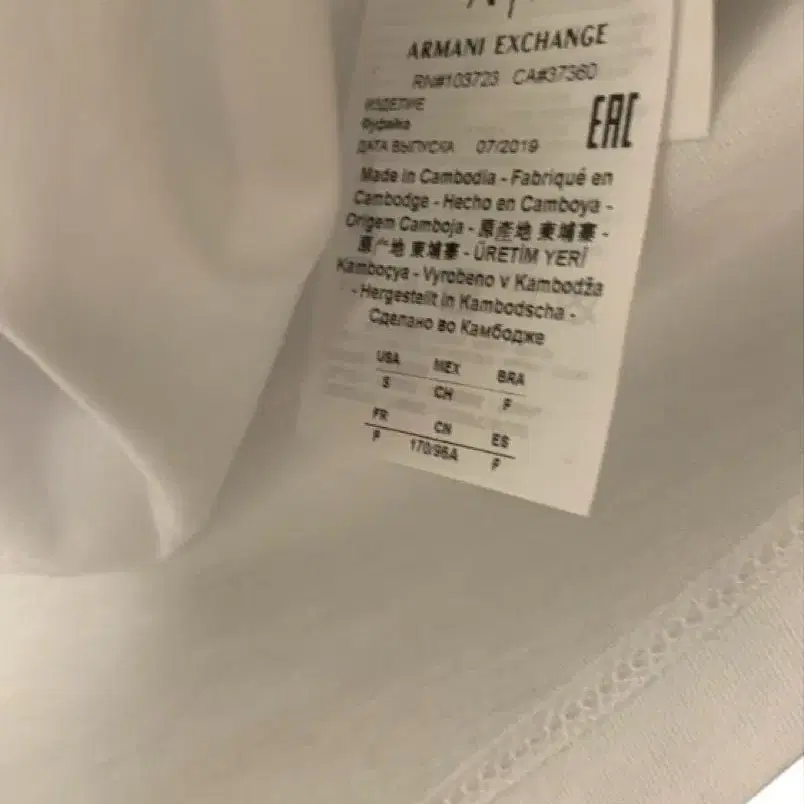 ARMANI EXCHANGE
RN#103723 CA#37360
ИЗДЕЛИЕ
Фуфайка
ДАТА ВЫПУСКА 07/2019
EAC
Made in Cambodia - Fabriqué en
Cambodge - Hecho en Camboya -
Origem Camboja - 原產地 柬埔寨 -
原产地 柬埔寨 - ÜRETİM YERİ
Kamboçya - Vyrobeno v Kambodža
- Hergestellt in Kambodscha -
Сделано во Камбодже
USA MEX BRA
S CH P
FR CN ES
P 170/96A P